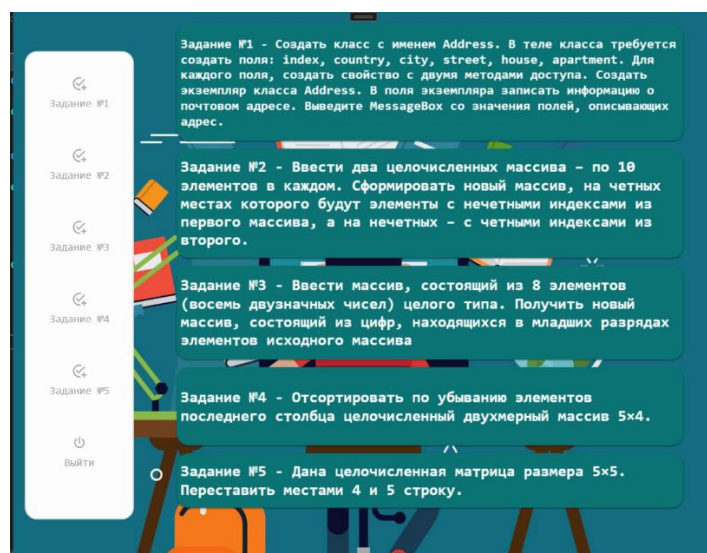 Задание №1
Задание №2
Задание №3
Задание №4
Задание №5
Выйти
Задание №1 - Создать класс с именем Address. В теле класса требуется
создать поля: index, country, city, street, house, apartment. Для
каждого поля, создать свойство с двумя методами доступа. Создать
экземпляр класса Address. В поля экземпляра записать информацию о
почтовом адресе. Выведите MessageBox со значения полей, описывающих
адрес.
Задание №2 - Ввести два целочисленных массива – по 10
элементов в каждом. Сформировать новый массив, на четных
местах которого будут элементы с нечетными индексами из
первого массива, а на нечетных – с четными индексами из
второго.
Задание №3 - Ввести массив, состоящий из 8 элементов
(восемь двузначных чисел) целого типа. Получить новый
массив, состоящий из цифр, находящихся в младших разрядах
элементов исходного массива
Задание №4 - Отсортировать по убыванию элементов
последнего столбца целочисленный двухмерный массив 5×4.
Задание №5 - Дана целочисленная матрица размера 5×5.
Переставить местами 4 и 5 строку.